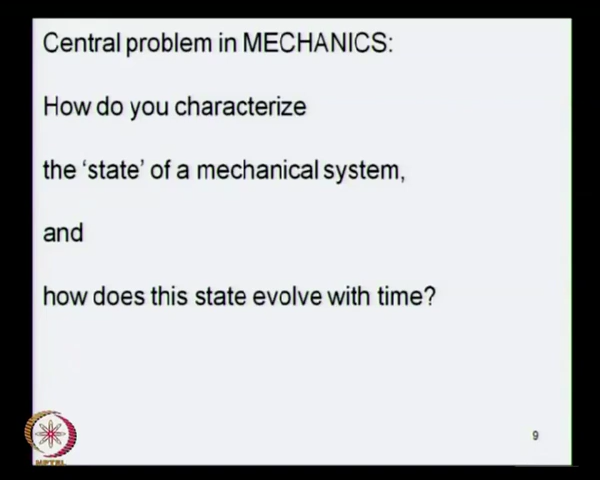 Central problem in MECHANICS:
How do you characterize
the ‘state’ of a mechanical system,
and
how does this state evolve with time?
9
NPTEL